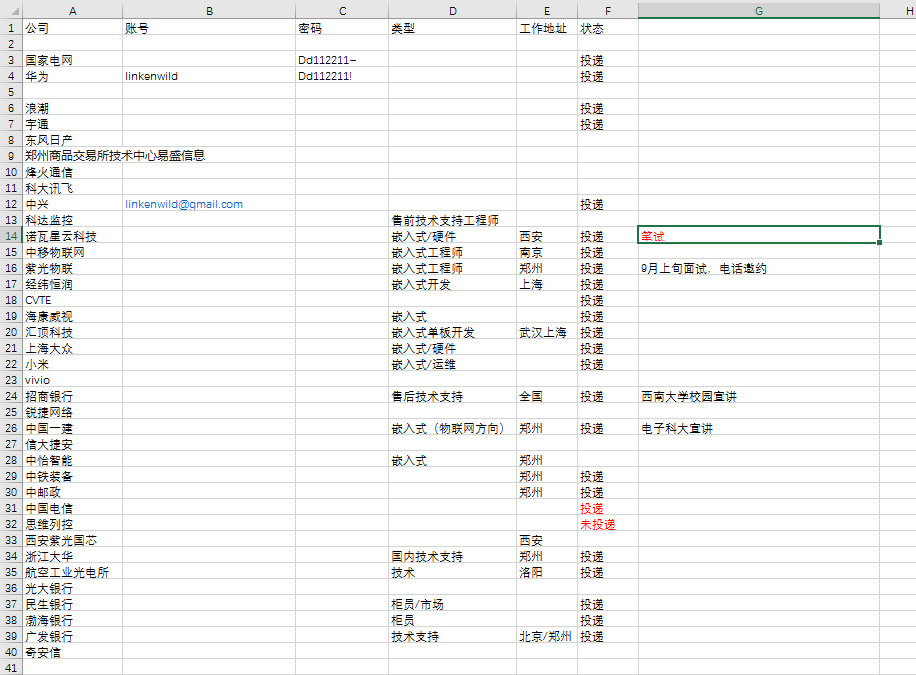 A B C D E F G H
1 公司 账号 密码 类型 工作地址 状态
2
3 国家电网 Dd112211~ 投递
4 华为 linkenwild Dd112211! 投递
5
6 浪潮 投递
7 宇通 投递
8 东风日产
9 郑州商品交易所技术中心易盛信息
10 烽火通信
11 科大讯飞
12 中兴 linkenwild@gmail.com 投递
13 科达监控 售前技术支持工程师
14 诺瓦星云科技 嵌入式/硬件 西安 投递 笔试
15 中移物联网 嵌入式工程师 南京 投递
16 紫光物联 嵌入式工程师 郑州 投递 9月上旬面试，电话邀约
17 经纬恒润 嵌入式开发 上海 投递
18 CVTE 投递
19 海康威视 嵌入式 投递
20 汇顶科技 嵌入式单板开发 武汉上海 投递
21 上海大众 嵌入式/硬件 投递
22 小米 嵌入式/运维 投递
23 vivio
24 招商银行 售后技术支持 全国 投递 西南大学校园宣讲
25 锐捷网络
26 中国一建 嵌入式（物联网方向） 郑州 投递 电子科大宣讲
27 信大捷安
28 中怡智能 嵌入式 郑州
29 中铁装备 郑州 投递
30 中邮政 郑州 投递
31 中国电信 投递
32 思维列控 未投递
33 西安紫光国芯 西安
34 浙江大华 国内技术支持 郑州 投递
35 航空工业光电所 技术 洛阳 投递
36 光大银行
37 民生银行 柜员/市场 投递
38 渤海银行 柜员 投递
39 广发银行 技术支持 北京/郑州 投递
40 奇安信
41